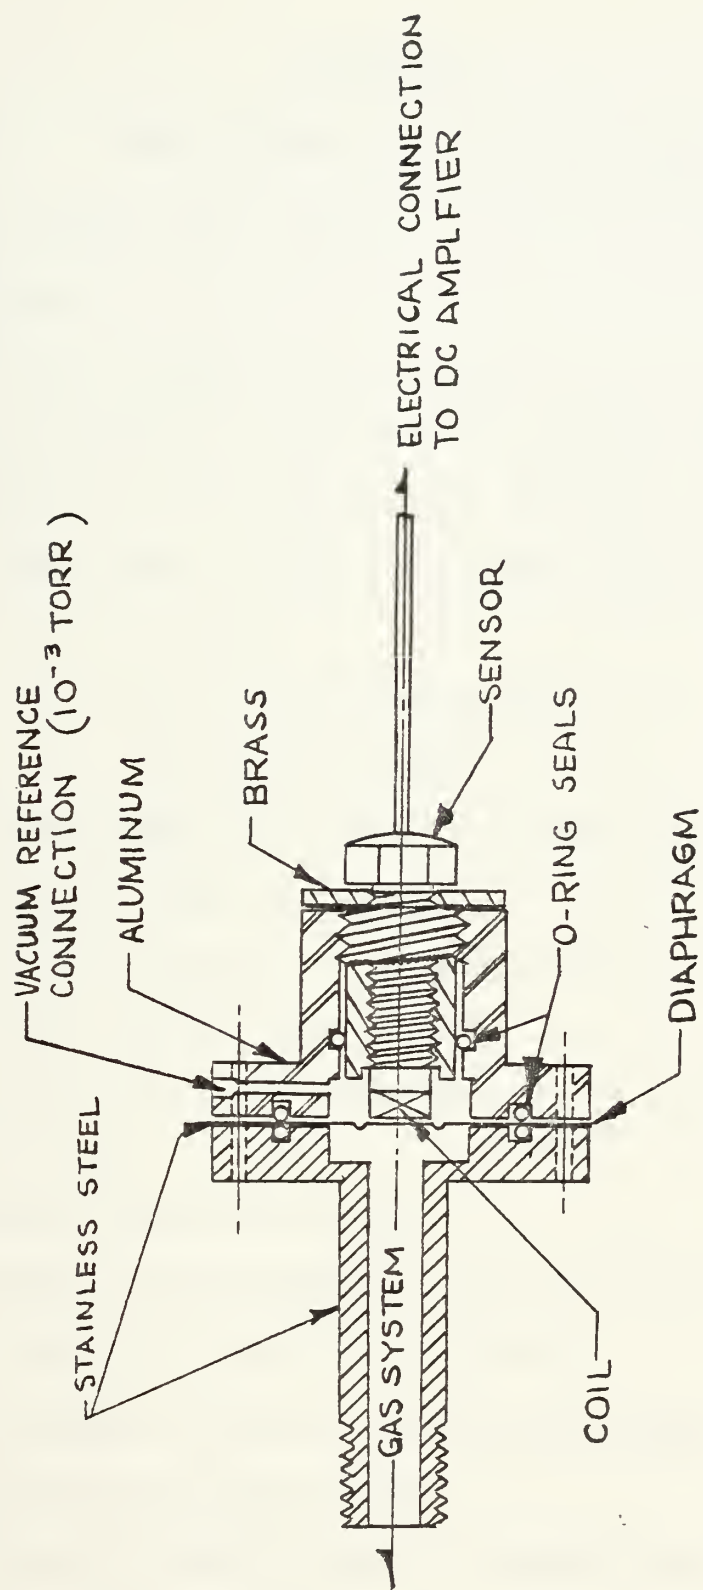 STAINLESS STEEL
VACUUM REFERENCE
CONNECTION (10⁻³ TORR)
ALUMINUM
BRASS
ELECTRICAL CONNECTION
TO DC AMPLFIER
GAS SYSTEM
SENSOR
O-RING SEALS
DIAPHRAGM
COIL